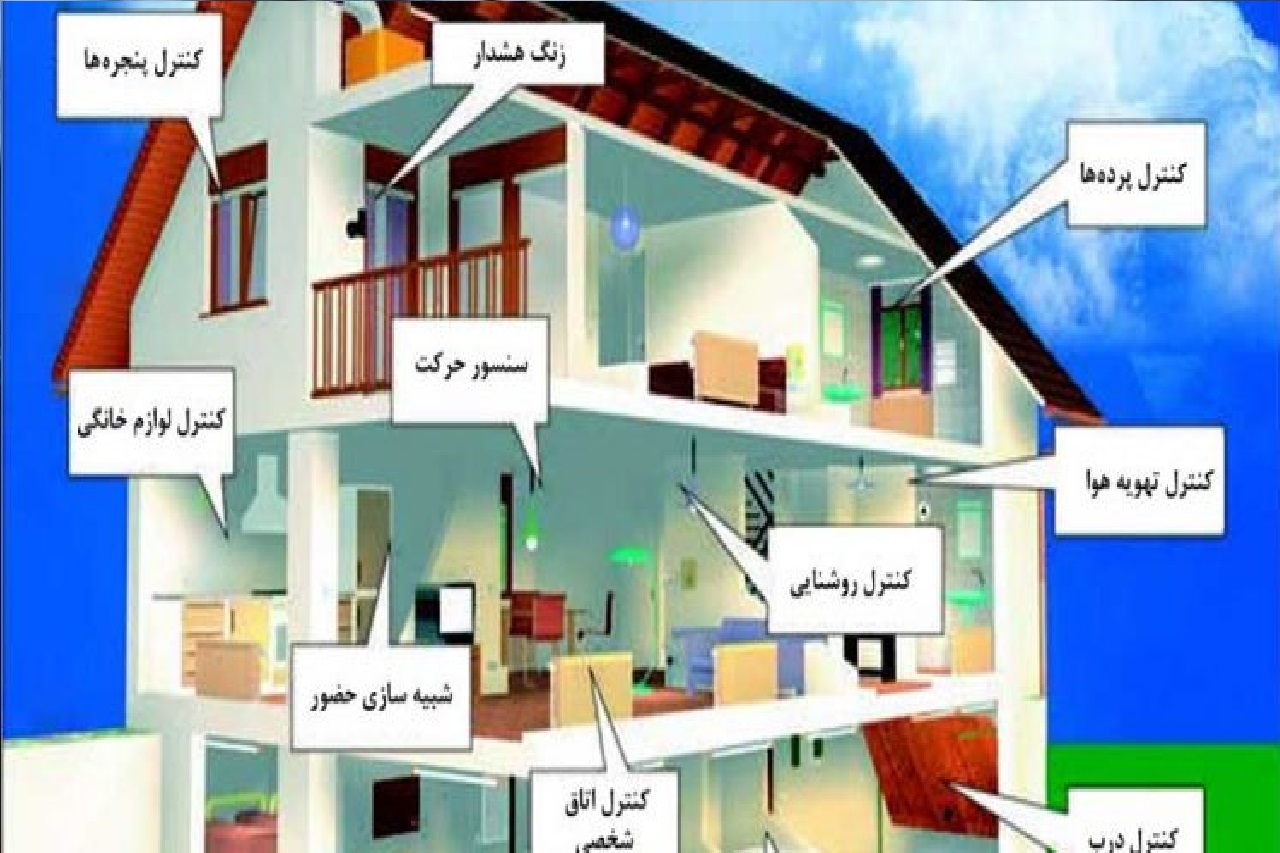 کنترل پنجره‌ها
زنگ هشدار
کنترل پرده‌ها
سنسور حرکت
کنترل لوازم خانگی
کنترل تهویه هوا
کنترل روشنایی
شبیه سازی حضور
کنترل اتاق
شخصی
کنترل درب